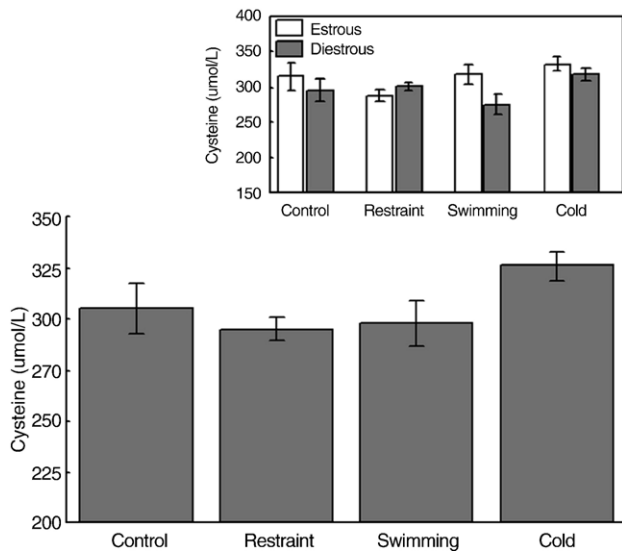 400
350
300
250
200
150
Cysteine (umol/L)
Estrous
Diestrous
Control Restraint Swimming Cold
350
325
300
270
250
225
200
Cysteine (umol/L)
Control Restraint Swimming Cold